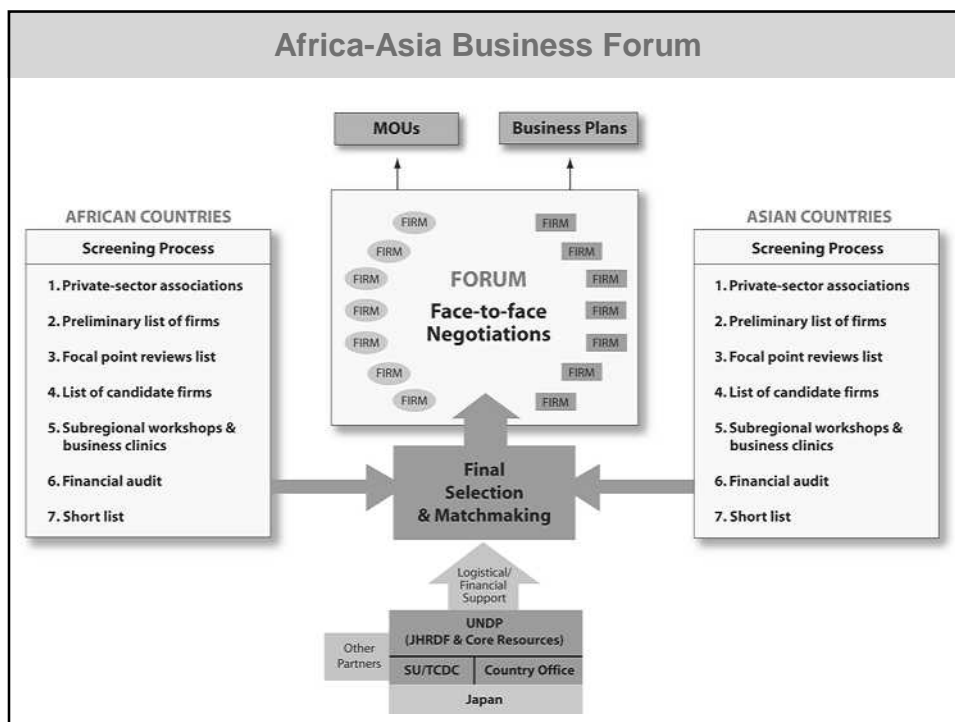 Africa-Asia Business Forum
MOUs
Business Plans
AFRICAN COUNTRIES
Screening Process
1. Private-sector associations
2. Preliminary list of firms
3. Focal point reviews list
4. List of candidate firms
5. Subregional workshops &
business clinics
6. Financial audit
7. Short list
FIRM
FIRM
FIRM
FIRM
FIRM
FIRM
FIRM
FORUM
Face-to-face
Negotiations
FIRM
FIRM
FIRM
FIRM
FIRM
FIRM
FIRM
ASIAN COUNTRIES
Screening Process
1. Private-sector associations
2. Preliminary list of firms
3. Focal point reviews list
4. List of candidate firms
5. Subregional workshops &
business clinics
6. Financial audit
7. Short list
Final
Selection
& Matchmaking
Logistical/
Financial
Support
UNDP
(JHRDF & Core Resources)
Other
Partners
SU/TCDC
Country Office
Japan